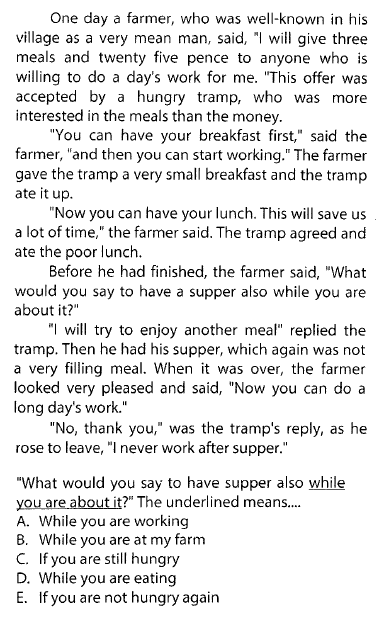 One day a farmer, who was well-known in his
village as a very mean man, said, "I will give three
meals and twenty five pence to anyone who is
willing to do a day's work for me. "This offer was
accepted by a hungry tramp, who was more
interested in the meals than the money.
"You can have your breakfast first," said the
farmer, "and then you can start working." The farmer
gave the tramp a very small breakfast and the tramp
ate it up.
"Now you can have your lunch. This will save us
a lot of time," the farmer said. The tramp agreed and
ate the poor lunch.
Before he had finished, the farmer said, "What
would you say to have a supper also while you are
about it?"
"I will try to enjoy another meal" replied the
tramp. Then he had his supper, which again was not
a very filling meal. When it was over, the farmer
looked very pleased and said, "Now you can do a
long day's work."
"No, thank you," was the tramp's reply, as he
rose to leave, "I never work after supper."
"What would you say to have supper also while
you are about it?" The underlined means....
A. While you are working
B. While you are at my farm
C. If you are still hungry
D. While you are eating
E. If you are not hungry again